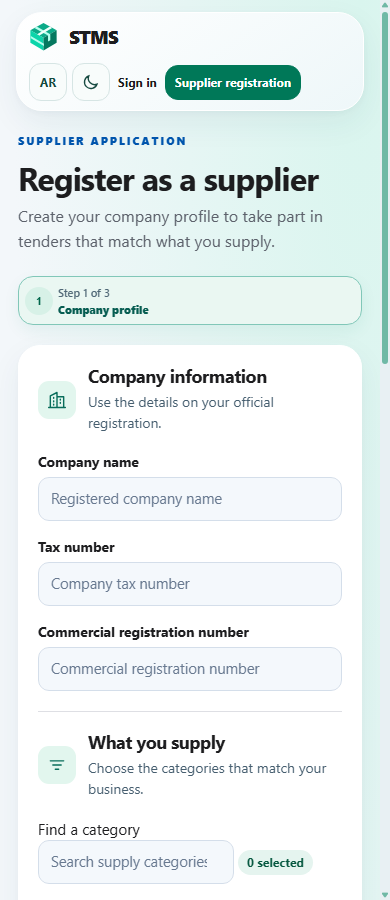 STMS
AR
Sign in
Supplier registration
SUPPLIER APPLICATION
Register as a supplier
Create your company profile to take part in
tenders that match what you supply.
1
Step 1 of 3
Company profile
Company information
Use the details on your official
registration.
Company name
Registered company name
Tax number
Company tax number
Commercial registration number
Commercial registration number
What you supply
Choose the categories that match your
business.
Find a category
Search supply categories
0 selected